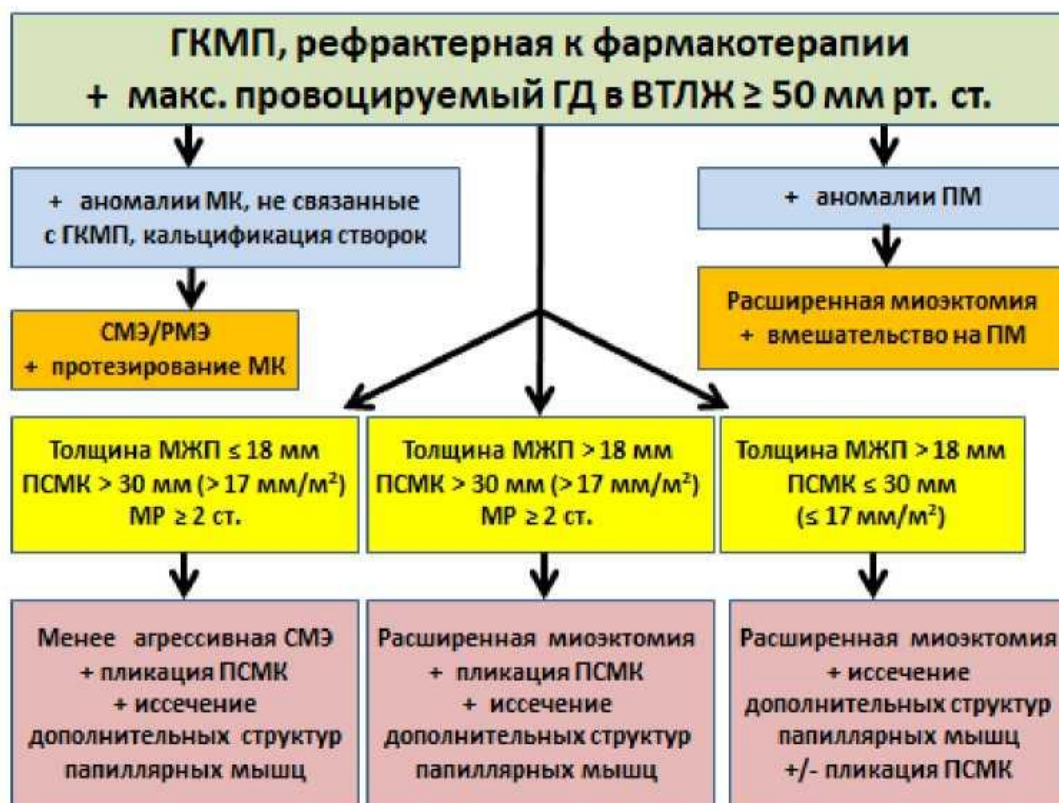 ГКМП, рефрактерная к фармакотерапии
+ макс. провоцируемый ГД в ВТЛЖ ≥ 50 мм рт. ст.
+ аномалии МК, не связанные
с ГКМП, кальцификация створок
СМЭ/РМЭ
+ протезирование МК
+ аномалии ПМ
Расширенная миоэктомия
+ вмешательство на ПМ
Толщина МЖП ≤ 18 мм
ПСМК > 30 мм (> 17 мм/м²)
МР ≥ 2 ст.
Толщина МЖП > 18 мм
ПСМК > 30 мм (> 17 мм/м²)
МР ≥ 2 ст.
Толщина МЖП > 18 мм
ПСМК ≤ 30 мм
(≤ 17 мм/м²)
Менее агрессивная СМЭ
+ пликация ПСМК
+ иссечение
дополнительных структур
папиллярных мышц
Расширенная миоэктомия
+ пликация ПСМК
+ иссечение
дополнительных структур
папиллярных мышц
Расширенная миоэктомия
+ иссечение
дополнительных структур
папиллярных мышц
+/- пликация ПСМК